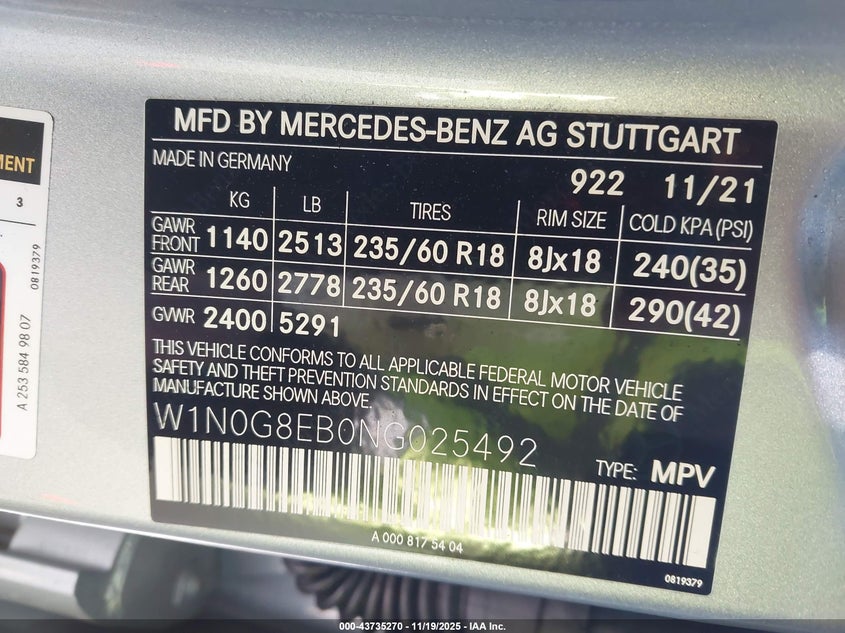 MFD BY MERCEDES-BENZ AG STUTTGART
MADE IN GERMANY
922 11/21
KG LB TIRES RIM SIZE COLD KPA (PSI)
GAWR FRONT 1140 2513 235/60 R18 8Jx18 240(35)
GAWR REAR 1260 2778 235/60 R18 8Jx18 290(42)
GVWR 2400 5291
THIS VEHICLE CONFORMS TO ALL APPLICABLE FEDERAL MOTOR VEHICLE
SAFETY AND THEFT PREVENTION STANDARDS IN EFFECT ON THE DATE OF
MANUFACTURE SHOWN ABOVE.
W1N0G8EB0NG025492
TYPE: MPV
A 000 817 54 04
0819379
MENT
3
0819379
A 253 584 98 07
000-43735270 - 11/19/2025 - IAA Inc.